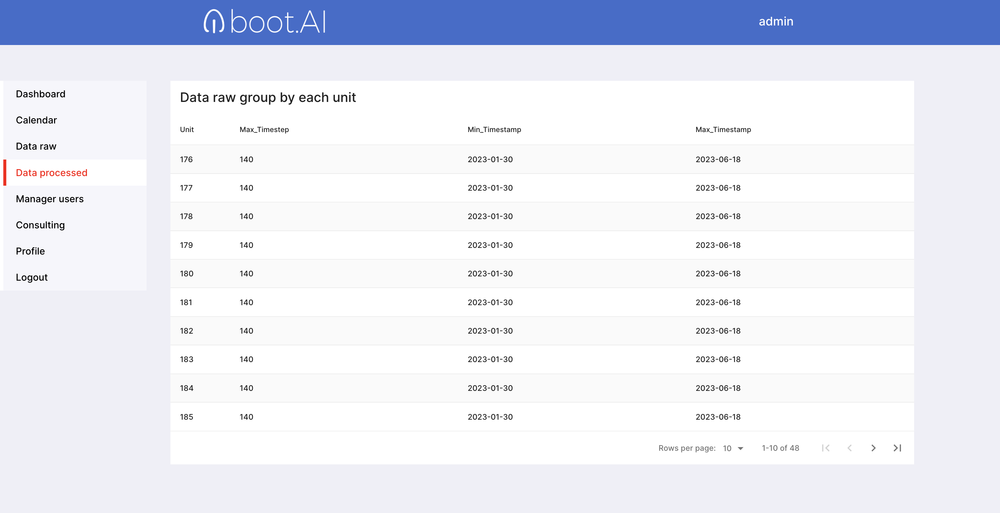 boot.AI
admin
Dashboard
Calendar
Data raw
Data processed
Manager users
Consulting
Profile
Logout
Data raw group by each unit
Unit Max_Timestep Min_Timestamp Max_Timestamp
176 140 2023-01-30 2023-06-18
177 140 2023-01-30 2023-06-18
178 140 2023-01-30 2023-06-18
179 140 2023-01-30 2023-06-18
180 140 2023-01-30 2023-06-18
181 140 2023-01-30 2023-06-18
182 140 2023-01-30 2023-06-18
183 140 2023-01-30 2023-06-18
184 140 2023-01-30 2023-06-18
185 140 2023-01-30 2023-06-18
Rows per page: 10 1-10 of 48